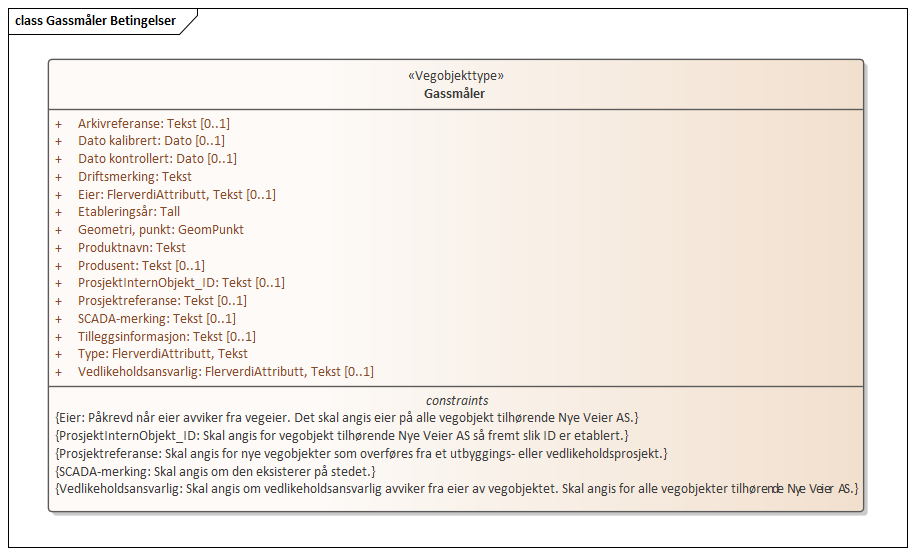 class Gassmåler Betingelser
«Vegobjekttype»
Gassmåler
+ Arkivreferanse: Tekst [0..1]
+ Dato kalibrert: Dato [0..1]
+ Dato kontrollert: Dato [0..1]
+ Driftsmerking: Tekst
+ Eier: FlerverdiAttributt, Tekst [0..1]
+ Etableringsår: Tall
+ Geometri, punkt: GeomPunkt
+ Produktnavn: Tekst
+ Produsent: Tekst [0..1]
+ ProsjektInternObjekt_ID: Tekst [0..1]
+ Prosjektreferanse: Tekst [0..1]
+ SCADA-merking: Tekst [0..1]
+ Tilleggsinformasjon: Tekst [0..1]
+ Type: FlerverdiAttributt, Tekst
+ Vedlikeholdsansvarlig: FlerverdiAttributt, Tekst [0..1]
constraints
{Eier: Påkrevd når eier avviker fra vegeier. Det skal angis eier på alle vegobjekt tilhørende Nye Veier AS.}
{ProsjektInternObjekt_ID: Skal angis for vegobjekt tilhørende Nye Veier AS så fremt slik ID er etablert.}
{Prosjektreferanse: Skal angis for nye vegobjekter som overføres fra et utbyggings- eller vedlikeholdsprosjekt.}
{SCADA-merking: Skal angis om den eksisterer på stedet.}
{Vedlikeholdsansvarlig: Skal angis om vedlikeholdsansvarlig avviker fra eier av vegobjektet. Skal angis for alle vegobjekter tilhørende Nye Veier AS.}